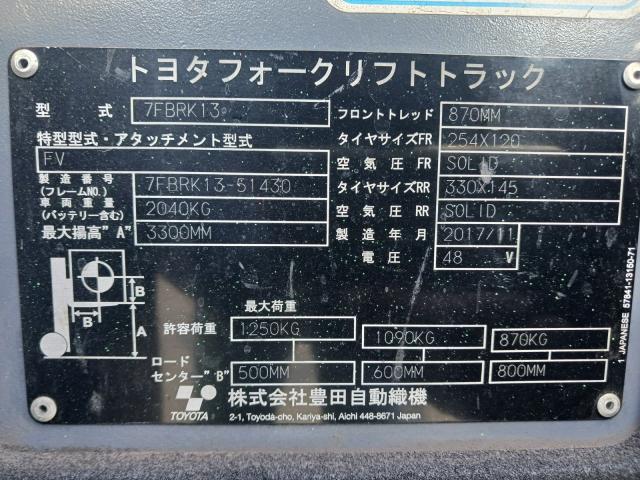 トヨタフォークリフトトラック
型式 7FBRK13 フロントトレッド 870MM
特型型式・アタッチメント型式 タイヤサイズFR 254X120
FV 空気圧FR SOLID
製造番号(フレームNO.) 7FBRK13-51430 タイヤサイズRR 330X145
車両重量(バッテリー含む) 2040KG 空気圧RR SOLID
最大揚高"A" 3300MM 製造年月 2017/11
電圧 48 V
B
B
A
最大荷重
許容荷重 1250KG 1090KG 870KG
ロードセンター"B" 500MM 600MM 800MM
TOYOTA 株式会社豊田自動織機
2-1, Toyoda-cho, Kariya-shi, Aichi 448-8671 Japan
1 JAPANESE 57841-13160-71